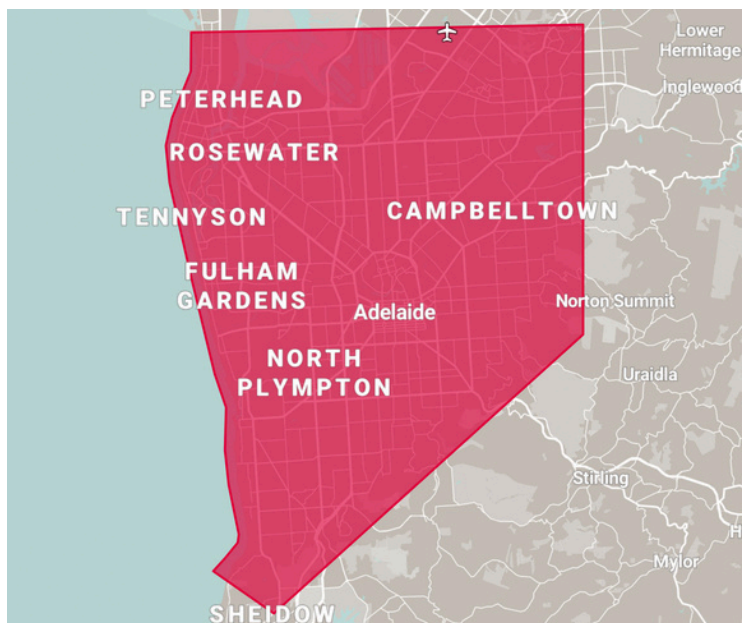 Lower
Hermitage
Inglewood
PETERHEAD
ROSEWATER
TENNYSON
CAMPBELLTOWN
FULHAM
GARDENS
Adelaide
Norton Summit
NORTH
PLYMPTON
Uraidla
Stirling
H
Mylor
SHEIDOW